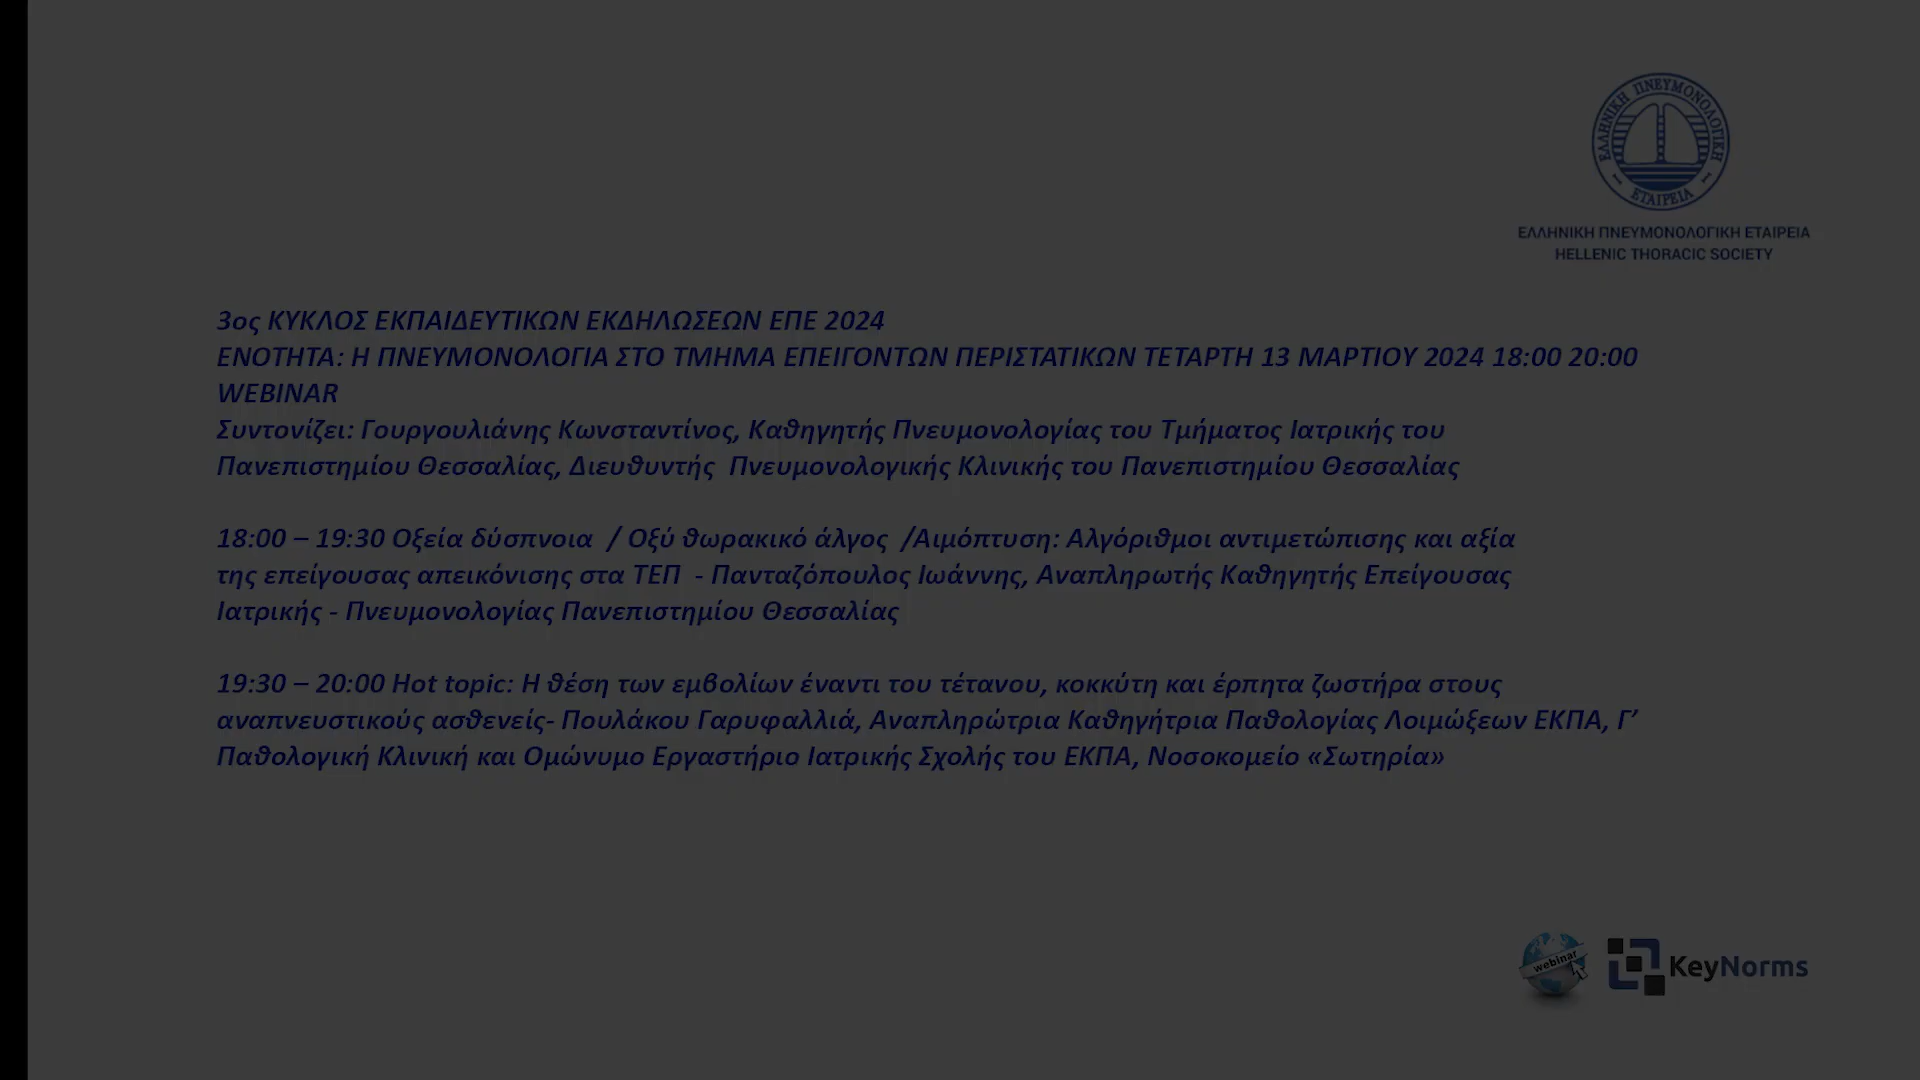 ΕΛΛΗΝΙΚΗ ΠΝΕΥΜΟΝΟΛΟΓΙΚΗ
ΕΤΑΙΡΕΙΑ
ΕΛΛΗΝΙΚΗ ΠΝΕΥΜΟΝΟΛΟΓΙΚΗ ΕΤΑΙΡΕΙΑ
HELLENIC THORACIC SOCIETY
3ος ΚΥΚΛΟΣ ΕΚΠΑΙΔΕΥΤΙΚΩΝ ΕΚΔΗΛΩΣΕΩΝ ΕΠΕ 2024
ΕΝΟΤΗΤΑ: Η ΠΝΕΥΜΟΝΟΛΟΓΙΑ ΣΤΟ ΤΜΗΜΑ ΕΠΕΙΓΟΝΤΩΝ ΠΕΡΙΣΤΑΤΙΚΩΝ ΤΕΤΑΡΤΗ 13 ΜΑΡΤΙΟΥ 2024 18:00 20:00
WEBINAR
Συντονίζει: Γουργουλιάνης Κωνσταντίνος, Καθηγητής Πνευμονολογίας του Τμήματος Ιατρικής του
Πανεπιστημίου Θεσσαλίας, Διευθυντής  Πνευμονολογικής Κλινικής του Πανεπιστημίου Θεσσαλίας
18:00 – 19:30 Οξεία δύσπνοια  / Οξύ θωρακικό άλγος  /Αιμόπτυση: Αλγόριθμοι αντιμετώπισης και αξία
της επείγουσας απεικόνισης στα ΤΕΠ  - Πανταζόπουλος Ιωάννης, Αναπληρωτής Καθηγητής Επείγουσας
Ιατρικής - Πνευμονολογίας Πανεπιστημίου Θεσσαλίας
19:30 – 20:00 Hot topic: Η θέση των εμβολίων έναντι του τέτανου, κοκκύτη και έρπητα ζωστήρα στους
αναπνευστικούς ασθενείς- Πουλάκου Γαρυφαλλιά, Αναπληρώτρια Καθηγήτρια Παθολογίας Λοιμώξεων ΕΚΠΑ, Γ’
Παθολογική Κλινική και Ομώνυμο Εργαστήριο Ιατρικής Σχολής του ΕΚΠΑ, Νοσοκομείο «Σωτηρία»
webinar
KeyNorms